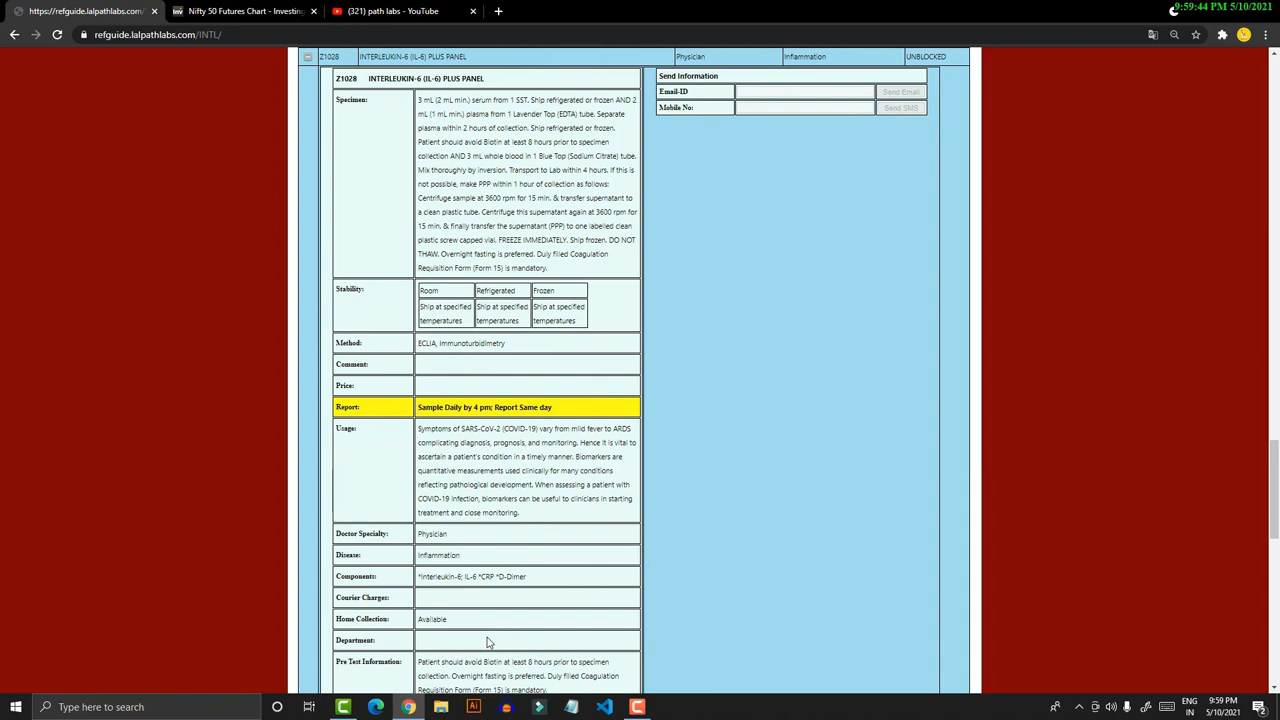 https://refguide.lalpathlabs.com/
Nifty 50 Futures Chart - Investing
(321) path labs - YouTube
9:59:44 PM 5/10/2021
refguide.lalpathlabs.com/INTL/
Z1028 INTERLEUKIN-6 (IL-6) PLUS PANEL Physician Inflammation UNBLOCKED
Z1028 INTERLEUKIN-6 (IL-6) PLUS PANEL
Specimen:
3 mL (2 mL min.) serum from 1 SST. Ship refrigerated or frozen AND 2
mL (1 mL min.) plasma from 1 Lavender Top (EDTA) tube. Separate
plasma within 2 hours of collection. Ship refrigerated or frozen.
Patient should avoid Biotin at least 8 hours prior to specimen
collection AND 3 mL whole blood in 1 Blue Top (Sodium Citrate) tube.
Mix thoroughly by inversion. Transport to Lab within 4 hours. If this is
not possible, make PPP within 1 hour of collection as follows:
Centrifuge sample at 3600 rpm for 15 min. & transfer supernatant to
a clean plastic tube. Centrifuge this supernatant again at 3600 rpm for
15 min. & finally transfer the supernatant (PPP) to one labelled clean
plastic screw capped vial. FREEZE IMMEDIATELY. Ship frozen. DO NOT
THAW. Overnight fasting is preferred. Duly filled Coagulation
Requisition Form (Form 15) is mandatory.
Stability:
Room Refrigerated Frozen
Ship at specified Ship at specified Ship at specified
temperatures temperatures temperatures
Method: ECLIA, Immunoturbidimetry
Comment:
Price:
Report: Sample Daily by 4 pm; Report Same day
Usage:
Symptoms of SARS-CoV-2 (COVID-19) vary from mild fever to ARDS
complicating diagnosis, prognosis, and monitoring. Hence it is vital to
ascertain a patient's condition in a timely manner. Biomarkers are
quantitative measurements used clinically for many conditions
reflecting pathological development. When assessing a patient with
COVID-19 infection, biomarkers can be useful to clinicians in starting
treatment and close monitoring.
Doctor Specialty: Physician
Disease: Inflammation
Components: *Interleukin-6; IL-6 *CRP *D-Dimer
Courier Charges:
Home Collection: Available
Department:
Pre Test Information:
Patient should avoid Biotin at least 8 hours prior to specimen
collection. Overnight fasting is preferred. Duly filled Coagulation
Requisition Form (Form 15) is mandatory.
Send Information
Email-ID Send Email
Mobile No: Send SMS
Type here to search
ENG
IN
9:59 PM
5/10/2021
2